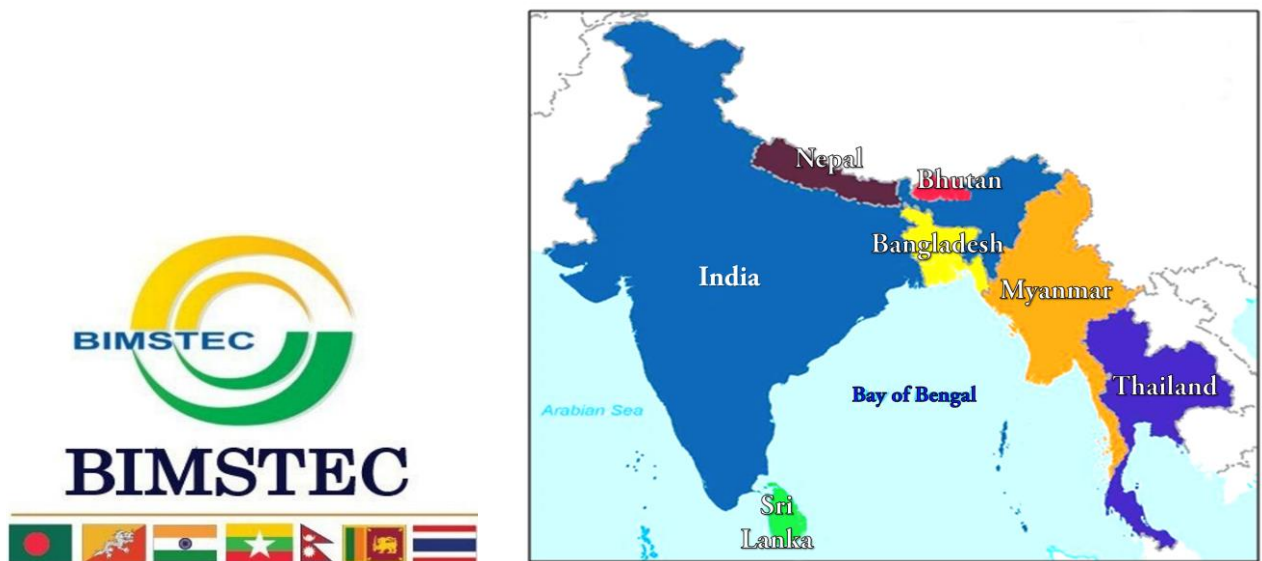 BIMSTEC
BIMSTEC
Nepal
Bhutan
Bangladesh
India
Myanmar
Thailand
Bay of Bengal
Arabian Sea
Sri
Lanka